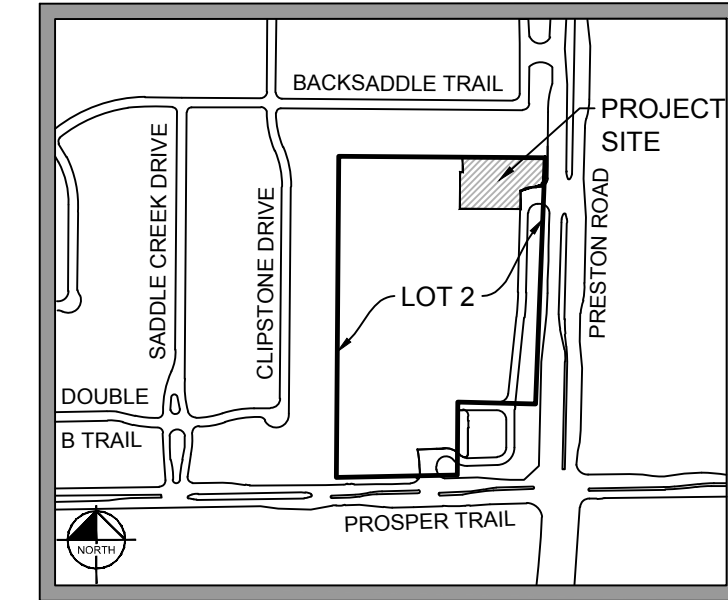 BACKSADDLE TRAIL
PROJECT
SITE
SADDLE CREEK DRIVE
CLIPSTONE DRIVE
PRESTON ROAD
LOT 2
DOUBLE
B TRAIL
PROSPER TRAIL
NORTH